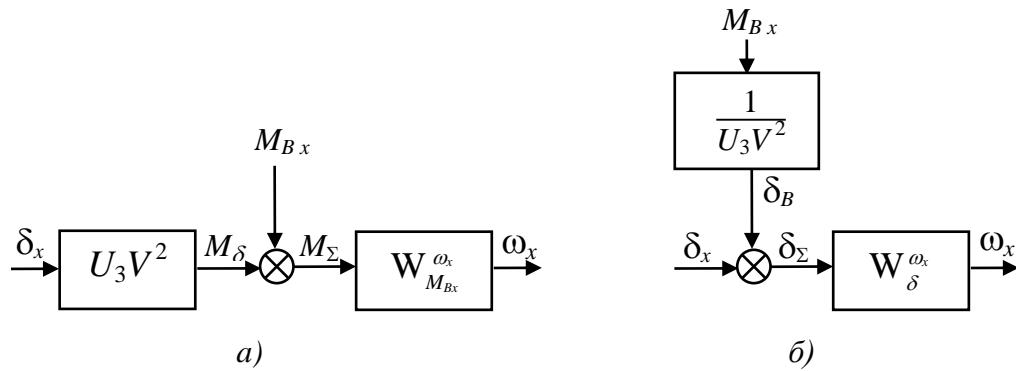 M_{B x}
δ_x
U_3V^2
M_δ
M_Σ
W^{ω_x}_{M_{Bx}}
ω_x
а)
M_{B x}
\frac{1}{U_3V^2}
δ_B
δ_x
δ_Σ
W^{ω_x}_δ
ω_x
б)